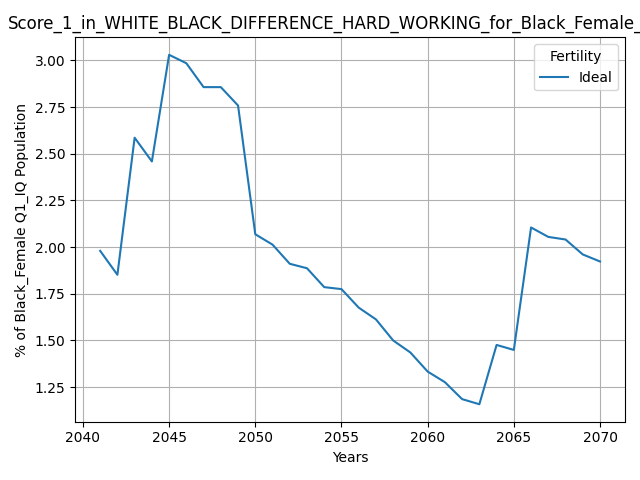 Score_1_in_WHITE_BLACK_DIFFERENCE_HARD_WORKING_for_Black_Female_
Fertility
Ideal
% of Black_Female Q1_IQ Population
3.00
2.75
2.50
2.25
2.00
1.75
1.50
1.25
2040 2045 2050 2055 2060 2065 2070
Years